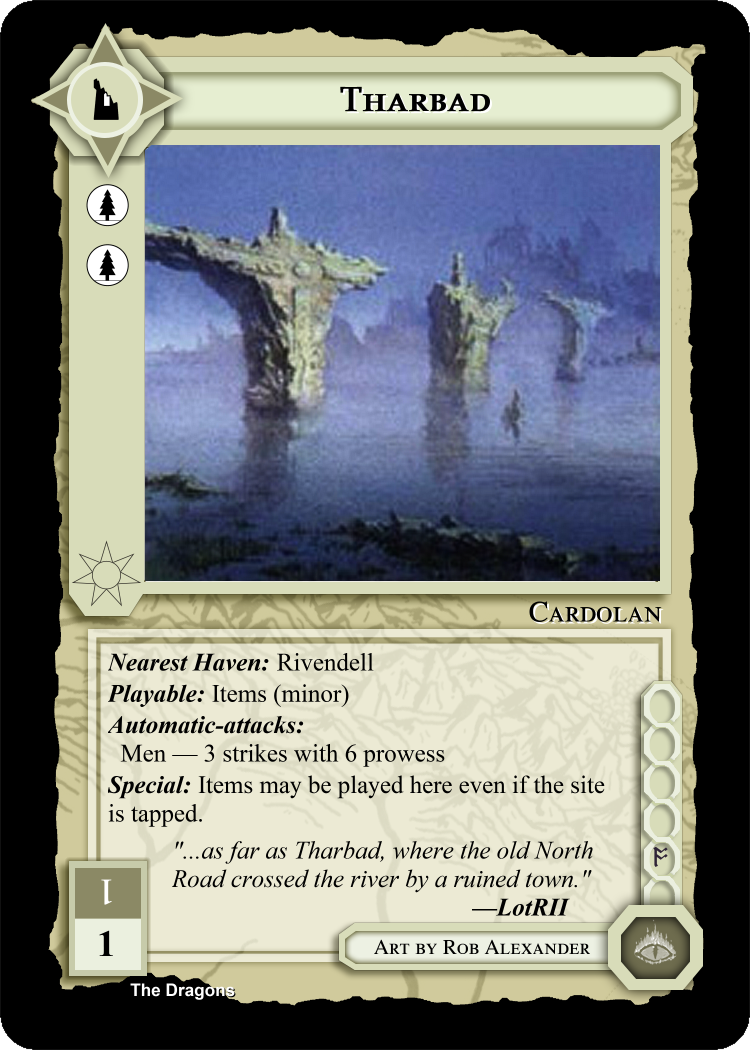 Tharbad
Cardolan
Nearest Haven: Rivendell
Playable: Items (minor)
Automatic-attacks:
Men — 3 strikes with 6 prowess
Special: Items may be played here even if the site
is tapped.
"...as far as Tharbad, where the old North
Road crossed the river by a ruined town."
—LotRII
1
1
Art by Rob Alexander
The Dragons